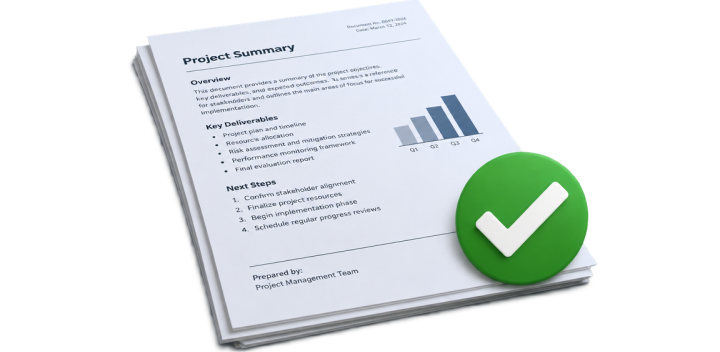 Project Summary
Overview
This document provides a summary of the project objectives,
key deliverables, and expected outcomes. a reference
for stakeholders and outlines the main areas of focus for successful
implementation.
Key Deliverables
• Project plan and timeline
• Resource allocation
• Risk assessment and mitigation strategies
• Performance monitoring framework
• Final evaluation report
Q1 Q2 Q3 Q4
Next Steps
1. Confirm stakeholder alignment
2. Finalize project resources
3. Begin implementation phase
4. Schedule regular progress reviews
Prepared by:
Project Management Team